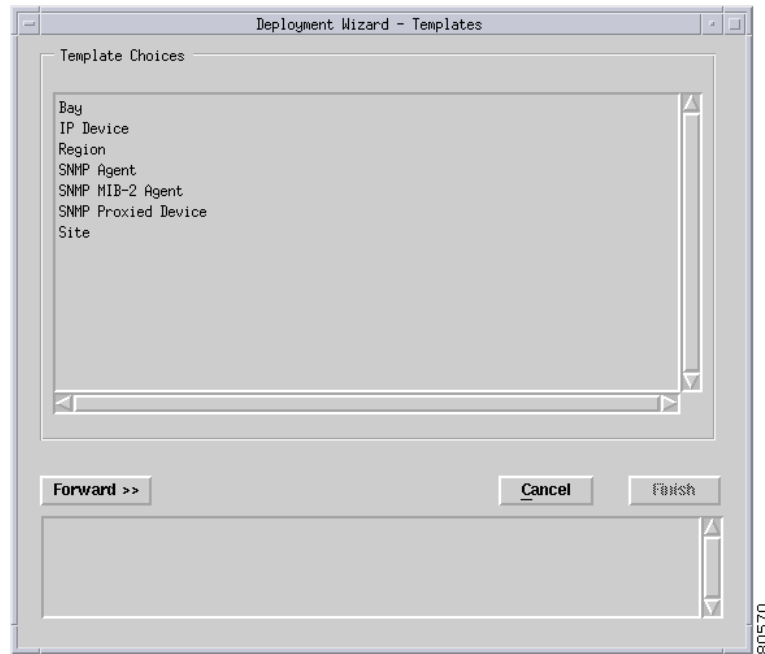 Deployment Wizard - Templates
Template Choices
Bay
IP Device
Region
SNMP Agent
SNMP MIB-2 Agent
SNMP Proxied Device
Site
Forward >>
Cancel
Finish
80570